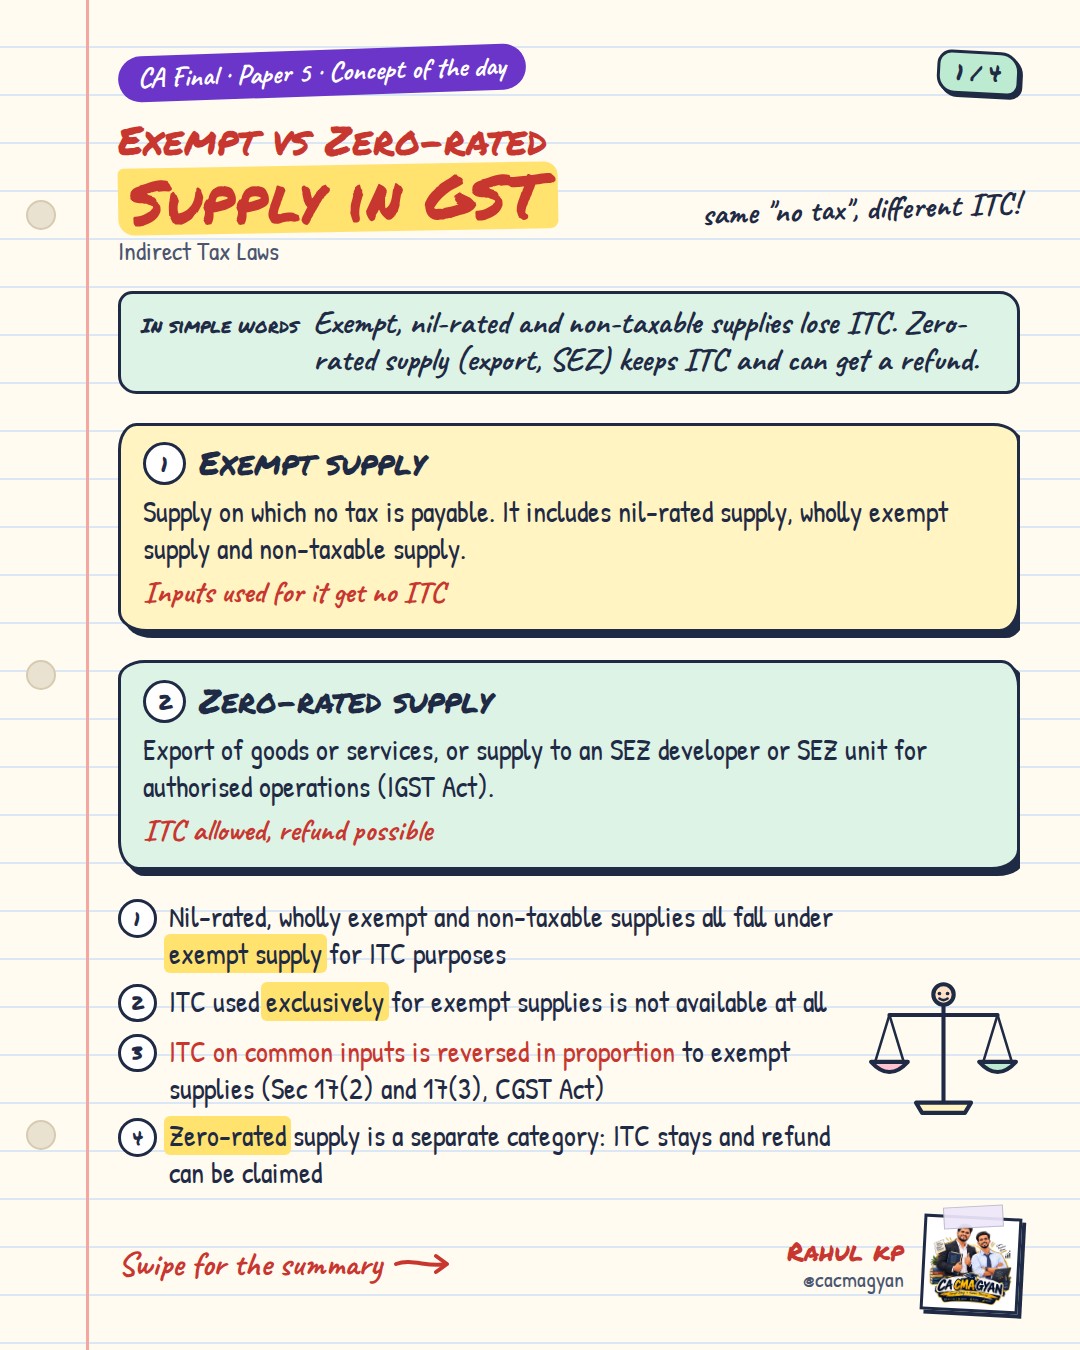 CA Final · Paper 5 · Concept of the day
1 / 4
Exempt vs Zero-rated
Supply in GST
same "no tax", different ITC!
Indirect Tax Laws
In simple words Exempt, nil-rated and non-taxable supplies lose ITC. Zero-
rated supply (export, SEZ) keeps ITC and can get a refund.
1 Exempt supply
Supply on which no tax is payable. It includes nil-rated supply, wholly exempt
supply and non-taxable supply.
Inputs used for it get no ITC
2 Zero-rated supply
Export of goods or services, or supply to an SEZ developer or SEZ unit for
authorised operations (IGST Act).
ITC allowed, refund possible
1 Nil-rated, wholly exempt and non-taxable supplies all fall under
exempt supply for ITC purposes
2 ITC used exclusively for exempt supplies is not available at all
3 ITC on common inputs is reversed in proportion to exempt
supplies (Sec 17(2) and 17(3), CGST Act)
4 Zero-rated supply is a separate category: ITC stays and refund
can be claimed
Swipe for the summary
Rahul KP
@cacmagyan
CA CMA GYAN